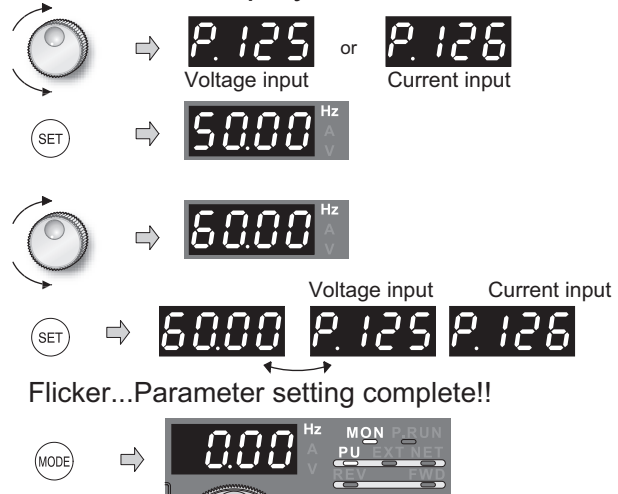 P.125 or P.126
Voltage input Current input
SET 50.00 Hz A V
60.00 Hz A V
Voltage input Current input
SET 60.00 P.125 P.126
Flicker...Parameter setting complete!!
MODE 0.00 Hz A V MON P.RUN
PU EXT NET
REV FWD